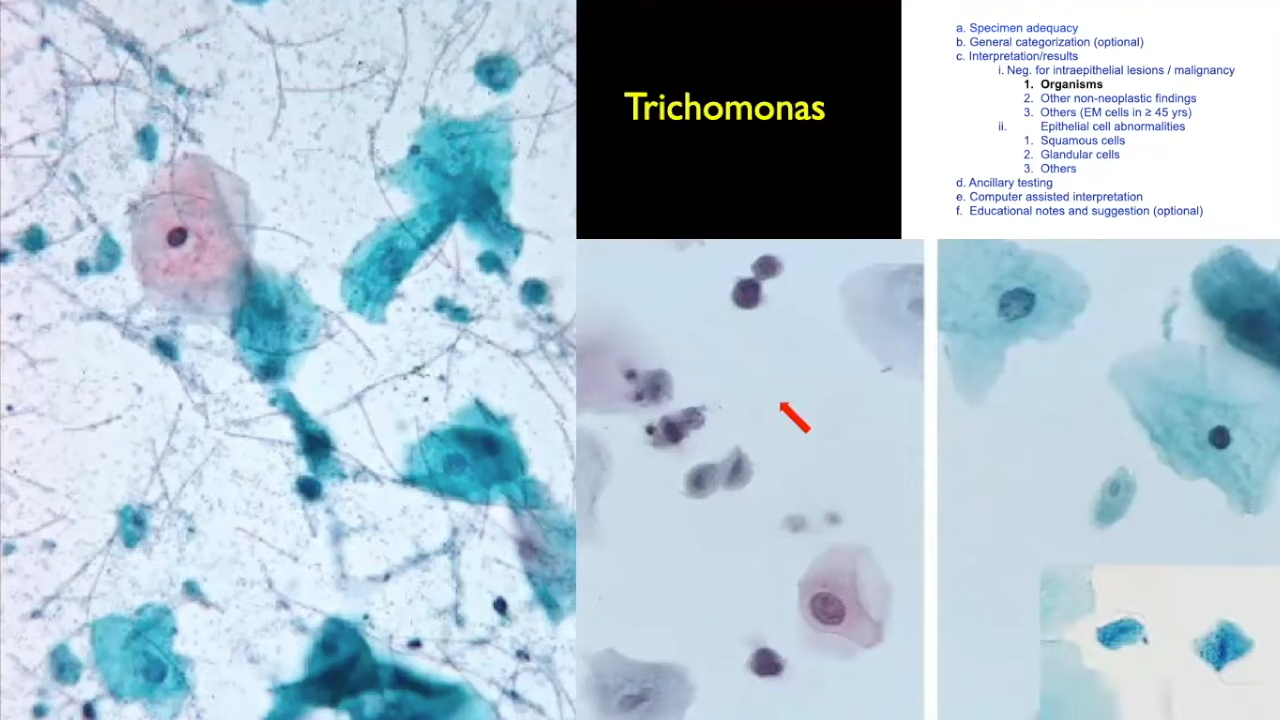 Trichomonas
a. Specimen adequacy
b. General categorization (optional)
c. Interpretation/results
i. Neg. for intraepithelial lesions / malignancy
1. Organisms
2. Other non-neoplastic findings
3. Others (EM cells in ≥ 45 yrs)
ii. Epithelial cell abnormalities
1. Squamous cells
2. Glandular cells
3. Others
d. Ancillary testing
e. Computer assisted interpretation
f. Educational notes and suggestion (optional)